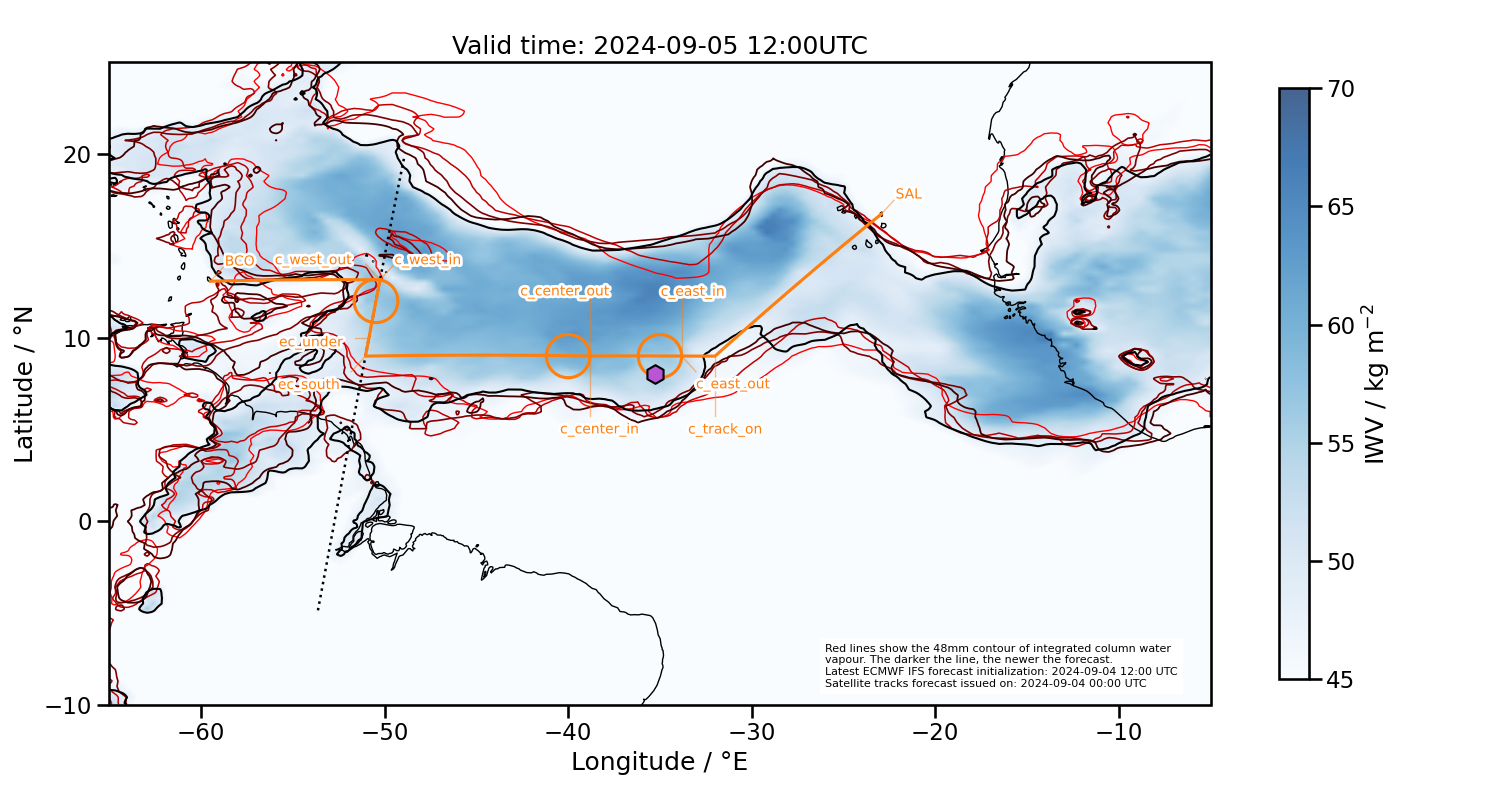 Valid time: 2024-09-05 12:00UTC
70
65
60
55
50
45
IWV / kg m−2
20
10
0
−10
Latitude / °N
SAL
BCO
c_west_out
c_west_in
c_center_out
c_east_in
ec_under
ec_south
c_east_out
c_center_in
c_track_on
Red lines show the 48mm contour of integrated column water
vapour. The darker the line, the newer the forecast.
Latest ECMWF IFS forecast initialization: 2024-09-04 12:00 UTC
Satellite tracks forecast issued on: 2024-09-04 00:00 UTC
−60
−50
−40
−30
−20
−10
Longitude / °E